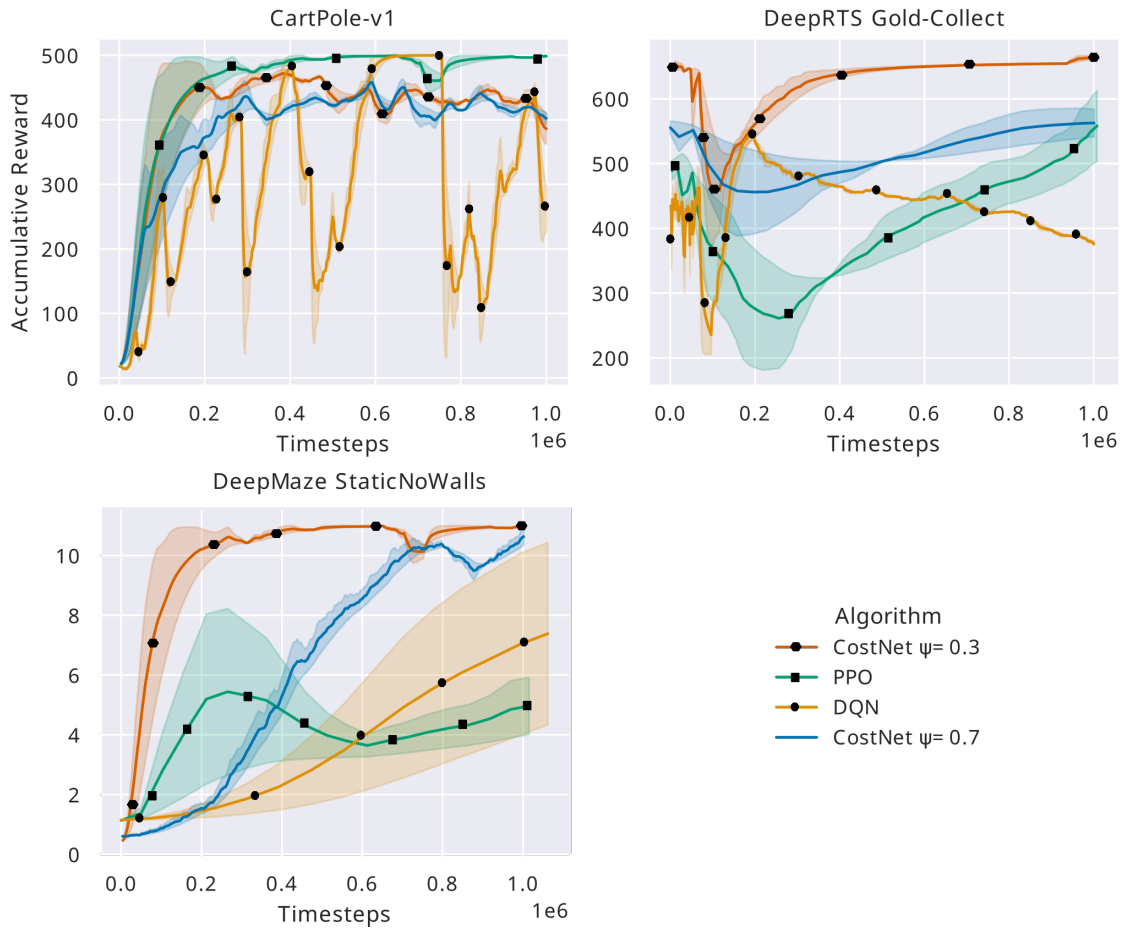 CartPole-v1
Accumulative Reward
500
400
300
200
100
0
0.0 0.2 0.4 0.6 0.8 1.0
1e6
Timesteps
DeepRTS Gold-Collect
600
500
400
300
200
0.0 0.2 0.4 0.6 0.8 1.0
1e6
Timesteps
DeepMaze StaticNoWalls
10
8
6
4
2
0
0.0 0.2 0.4 0.6 0.8 1.0
1e6
Timesteps
Algorithm
CostNet ψ= 0.3
PPO
DQN
CostNet ψ= 0.7